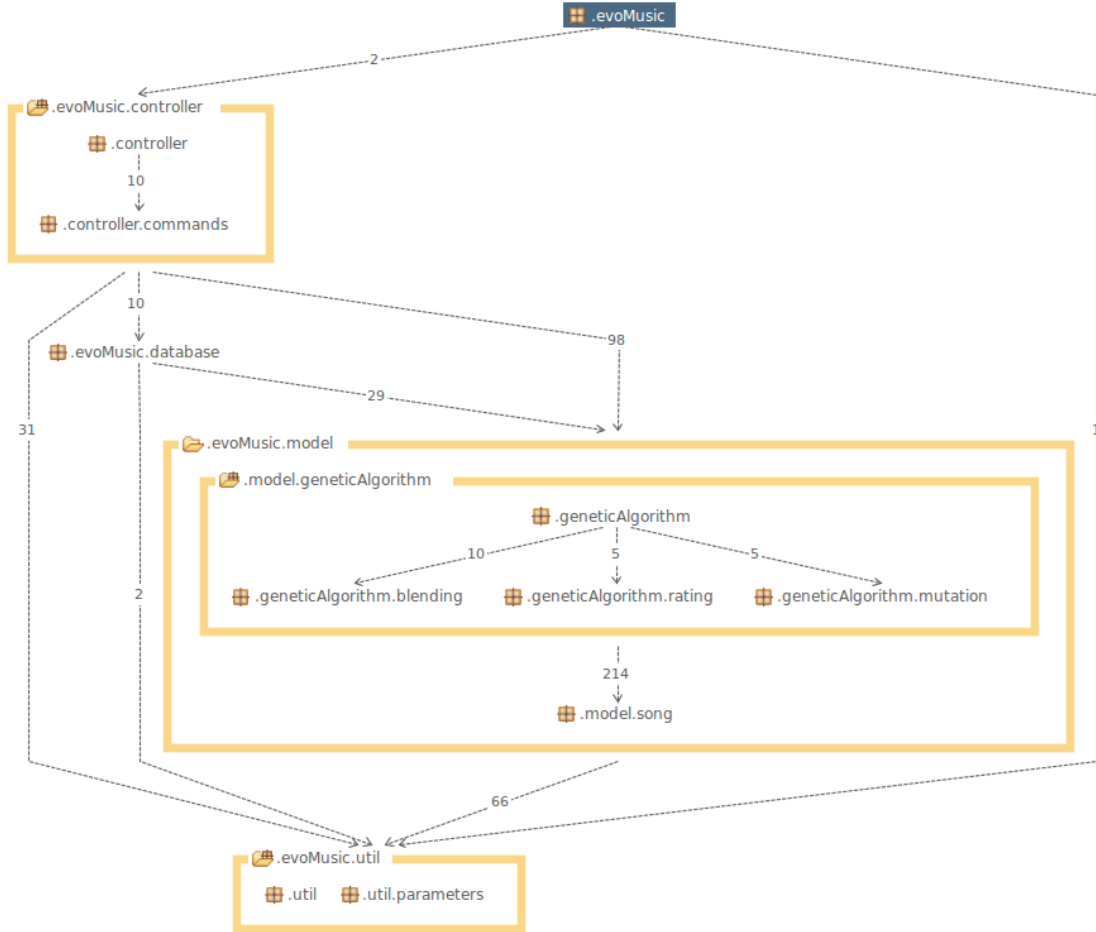 .evoMusic
2
.evoMusic.controller
.controller
10
.controller.commands
10
98
.evoMusic.database
29
31
1
.evoMusic.model
.model.geneticAlgorithm
.geneticAlgorithm
10
5
5
.geneticAlgorithm.blending
.geneticAlgorithm.rating
.geneticAlgorithm.mutation
2
214
.model.song
66
.evoMusic.util
.util
.util.parameters